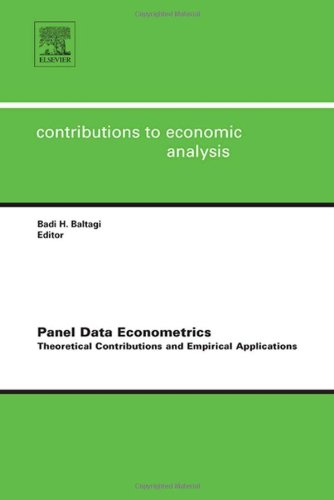 ELSEVIER
contributions to economic
analysis
Badi H. Baltagi
Editor
Panel Data Econometrics
Theoretical Contributions and Empirical Applications